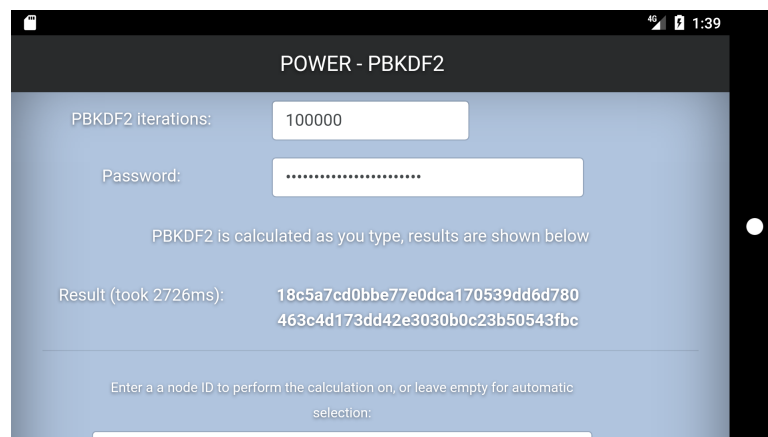 4G 1:39
POWER - PBKDF2
PBKDF2 iterations: 100000
Password: ••••••••••••••••••••••••
PBKDF2 is calculated as you type, results are shown below
Result (took 2726ms): 18c5a7cd0bbe77e0dca170539dd6d780
463c4d173dd42e3030b0c23b50543fbc
Enter a a node ID to perform the calculation on, or leave empty for automatic
selection: